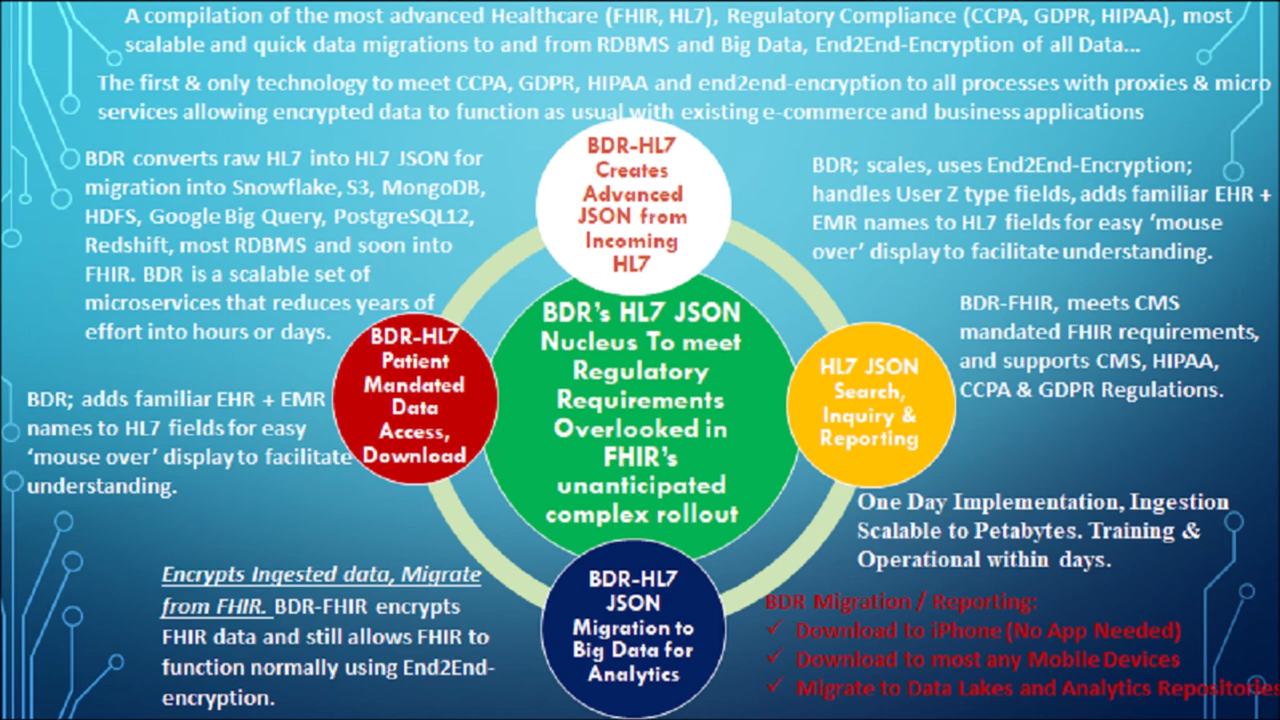 A compilation of the most advanced Healthcare (FHIR, HL7), Regulatory Compliance (CCPA, GDPR, HIPAA), most
scalable and quick data migrations to and from RDBMS and Big Data, End2End-Encryption of all Data...
The first & only technology to meet CCPA, GDPR, HIPAA and end2end-encryption to all processes with proxies & micro
services allowing encrypted data to function as usual with existing e-commerce and business applications
BDR converts raw HL7 into HL7 JSON for
migration into Snowflake, S3, MongoDB,
HDFS, Google Big Query, PostgreSQL12,
Redshift, most RDBMS and soon into
FHIR. BDR is a scalable set of
microservices that reduces years of
effort into hours or days.
BDR-HL7
Creates
Advanced
JSON from
Incoming
HL7
BDR; scales, uses End2End-Encryption;
handles User Z type fields, adds familiar EHR +
EMR names to HL7 fields for easy ‘mouse
over’ display to facilitate understanding.
BDR-FHIR, meets CMS
mandated FHIR requirements,
and supports CMS, HIPAA,
CCPA & GDPR Regulations.
BDR-HL7
Patient
Mandated
Data
Access,
Download
BDR’s HL7 JSON
Nucleus To meet
Regulatory
Requirements
Overlooked in
FHIR’s
unanticipated
complex rollout
HL7 JSON
Search,
Inquiry &
Reporting
BDR; adds familiar EHR + EMR
names to HL7 fields for easy
‘mouse over’ display to facilitate
understanding.
One Day Implementation, Ingestion
Scalable to Petabytes. Training &
Operational within days.
Encrypts Ingested data, Migrate
from FHIR. BDR-FHIR encrypts
FHIR data and still allows FHIR to
function normally using End2End-
encryption.
BDR-HL7
JSON
Migration to
Big Data for
Analytics
BDR Migration / Reporting:
✓ Download to iPhone (No App Needed)
✓ Download to most any Mobile Devices
✓ Migrate to Data Lakes and Analytics Repositories